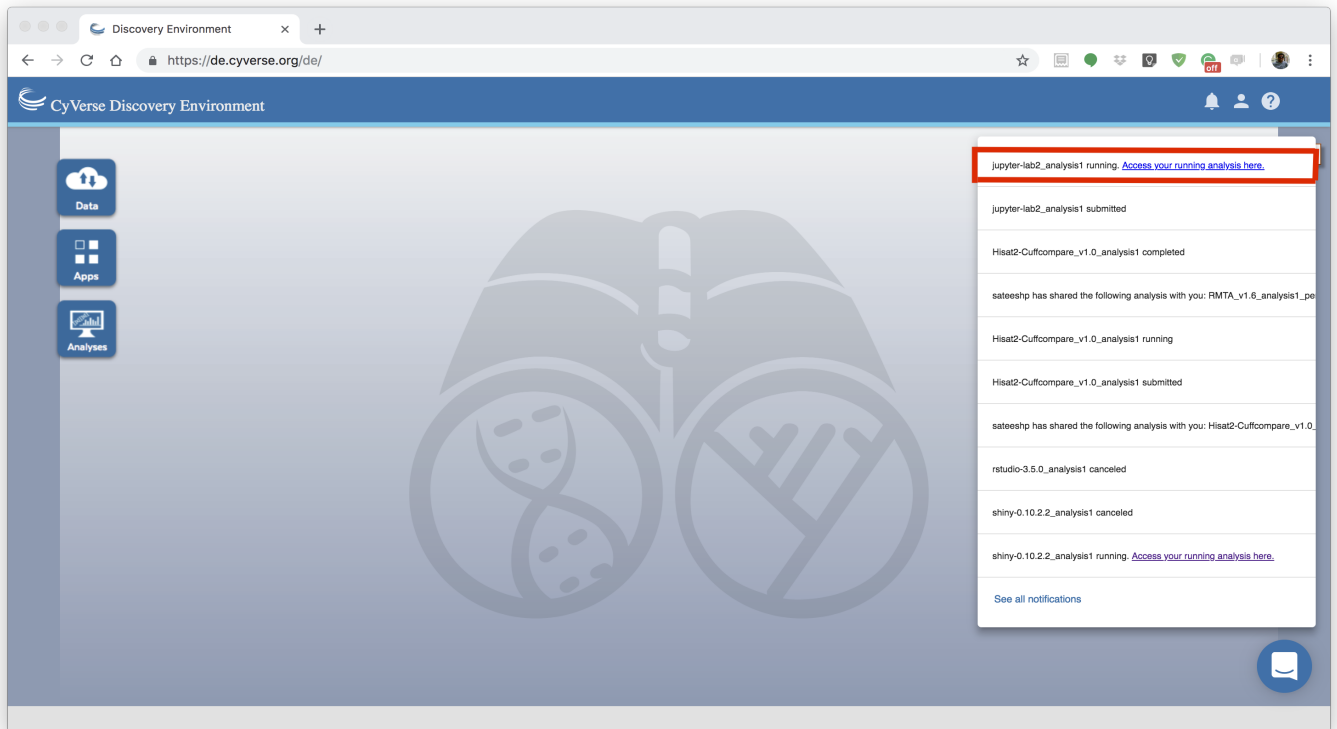 Discovery Environment
https://de.cyverse.org/de/
off
CyVerse Discovery Environment
Data
Apps
Analyses
jupyter-lab2_analysis1 running. Access your running analysis here.
jupyter-lab2_analysis1 submitted
Hisat2-Cuffcompare_v1.0_analysis1 completed
sateeshp has shared the following analysis with you: RMTA_v1.6_analysis1_pe
Hisat2-Cuffcompare_v1.0_analysis1 running
Hisat2-Cuffcompare_v1.0_analysis1 submitted
sateeshp has shared the following analysis with you: Hisat2-Cuffcompare_v1.0_
rstudio-3.5.0_analysis1 canceled
shiny-0.10.2.2_analysis1 canceled
shiny-0.10.2.2_analysis1 running. Access your running analysis here.
See all notifications